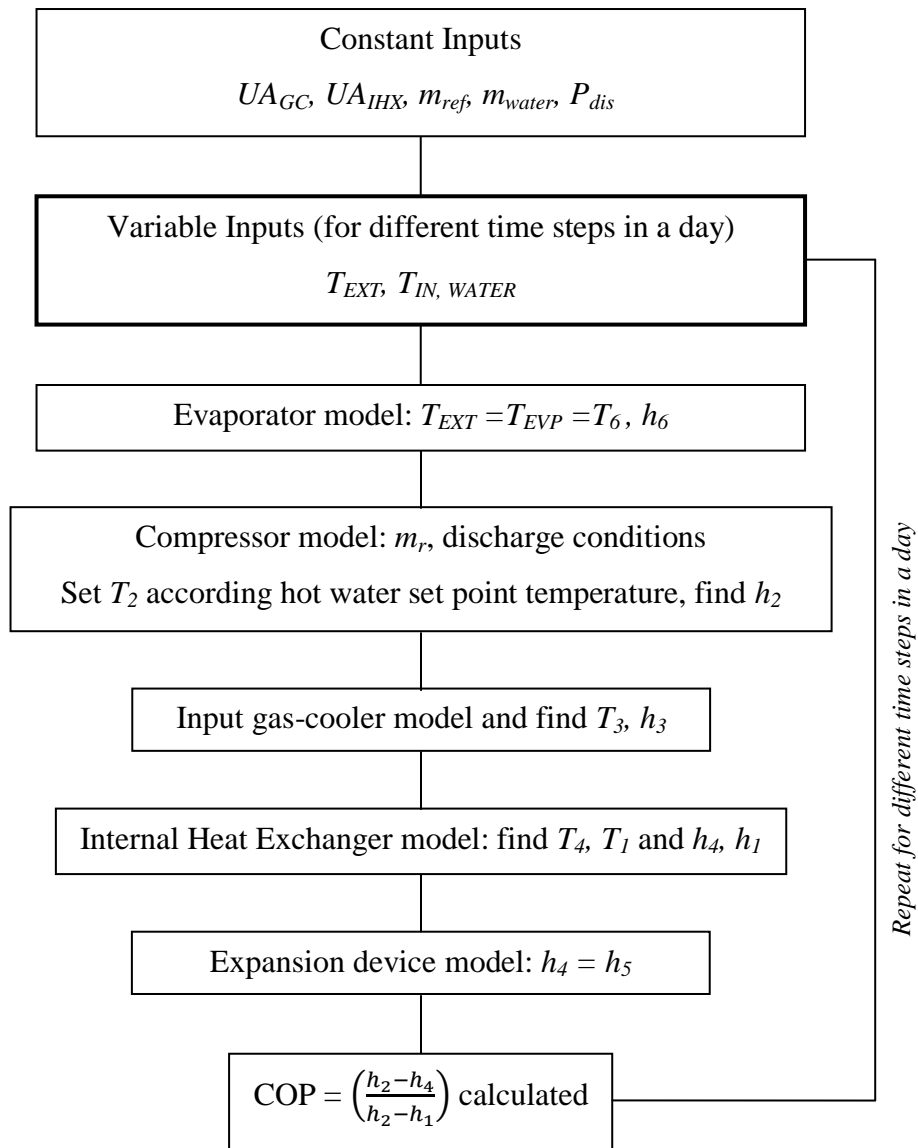 Constant Inputs
UA_GC, UA_IHX, m_ref, m_water, P_dis
Variable Inputs (for different time steps in a day)
T_EXT, T_IN, WATER
Evaporator model: T_EXT =T_EVP =T_6 , h_6
Compressor model: m_r, discharge conditions
Set T_2 according hot water set point temperature, find h_2
Input gas-cooler model and find T_3, h_3
Internal Heat Exchanger model: find T_4, T_1 and h_4, h_1
Expansion device model: h_4 = h_5
COP = ((h_2−h_4)/(h_2−h_1)) calculated
Repeat for different time steps in a day